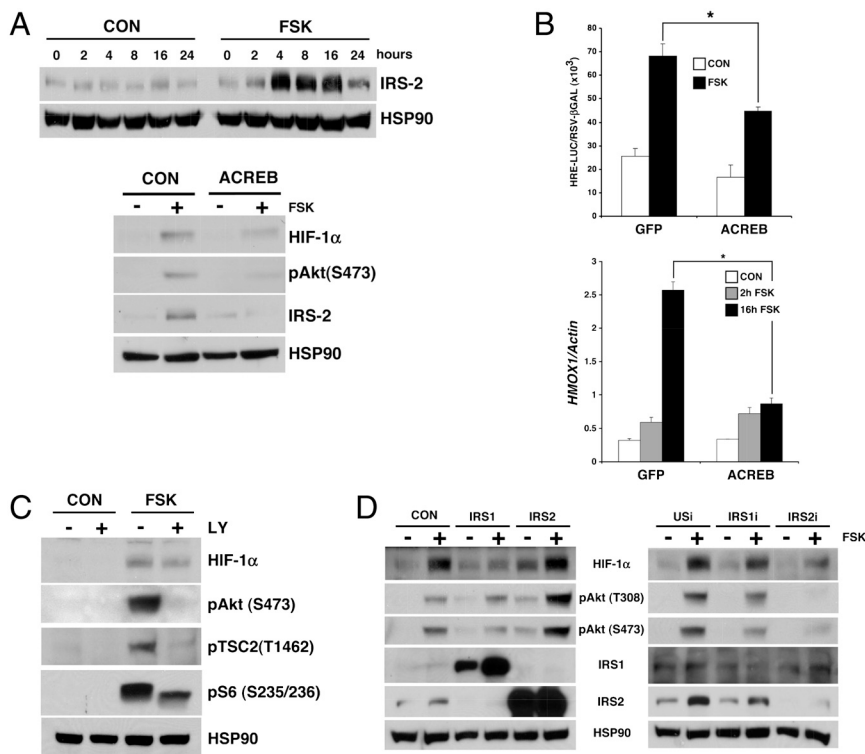 A
CON FSK
0 2 4 8 16 24 0 2 4 8 16 24 hours
IRS-2
HSP90
CON ACREB
- + - + FSK
HIF-1α
pAkt(S473)
IRS-2
HSP90
B
*
HRE-LUC/RSV-βGAL (x10³)
80
70
60
50
40
30
20
10
0
CON
FSK
GFP ACREB
*
HMOX1/Actin
3
2.5
2
1.5
1
0.5
0
CON
2h FSK
16h FSK
GFP ACREB
C
CON FSK
- + - + LY
HIF-1α
pAkt (S473)
pTSC2(T1462)
pS6 (S235/236)
HSP90
D
CON IRS1 IRS2 USi IRS1i IRS2i
- + - + - + - + - + - + FSK
HIF-1α
pAkt (T308)
pAkt (S473)
IRS1
IRS2
HSP90